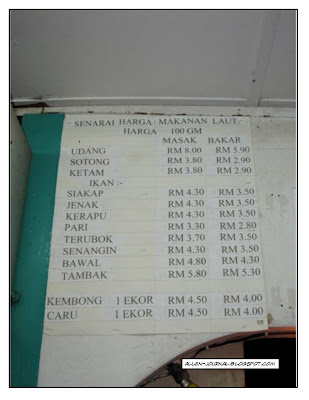 SENARAI HARGA MAKANAN LAUT
HARGA 100 GM
MASAK BAKAR
UDANG RM 8.00 RM 5.90
SOTONG RM 3.80 RM 2.90
KETAM RM 3.80 RM 2.90
IKAN :-
SIAKAP RM 4.30 RM 3.50
JENAK RM 4.30 RM 3.50
KERAPU RM 4.30 RM 3.50
PARI RM 3.30 RM 2.80
TERUBOK RM 3.70 RM 3.50
SENANGIN RM 4.30 RM 3.50
BAWAL RM 4.80 RM 4.30
TAMBAK RM 5.80 RM 5.30
KEMBONG 1 EKOR RM 4.50 RM 4.00
CARU 1 EKOR RM 4.50 RM 4.00